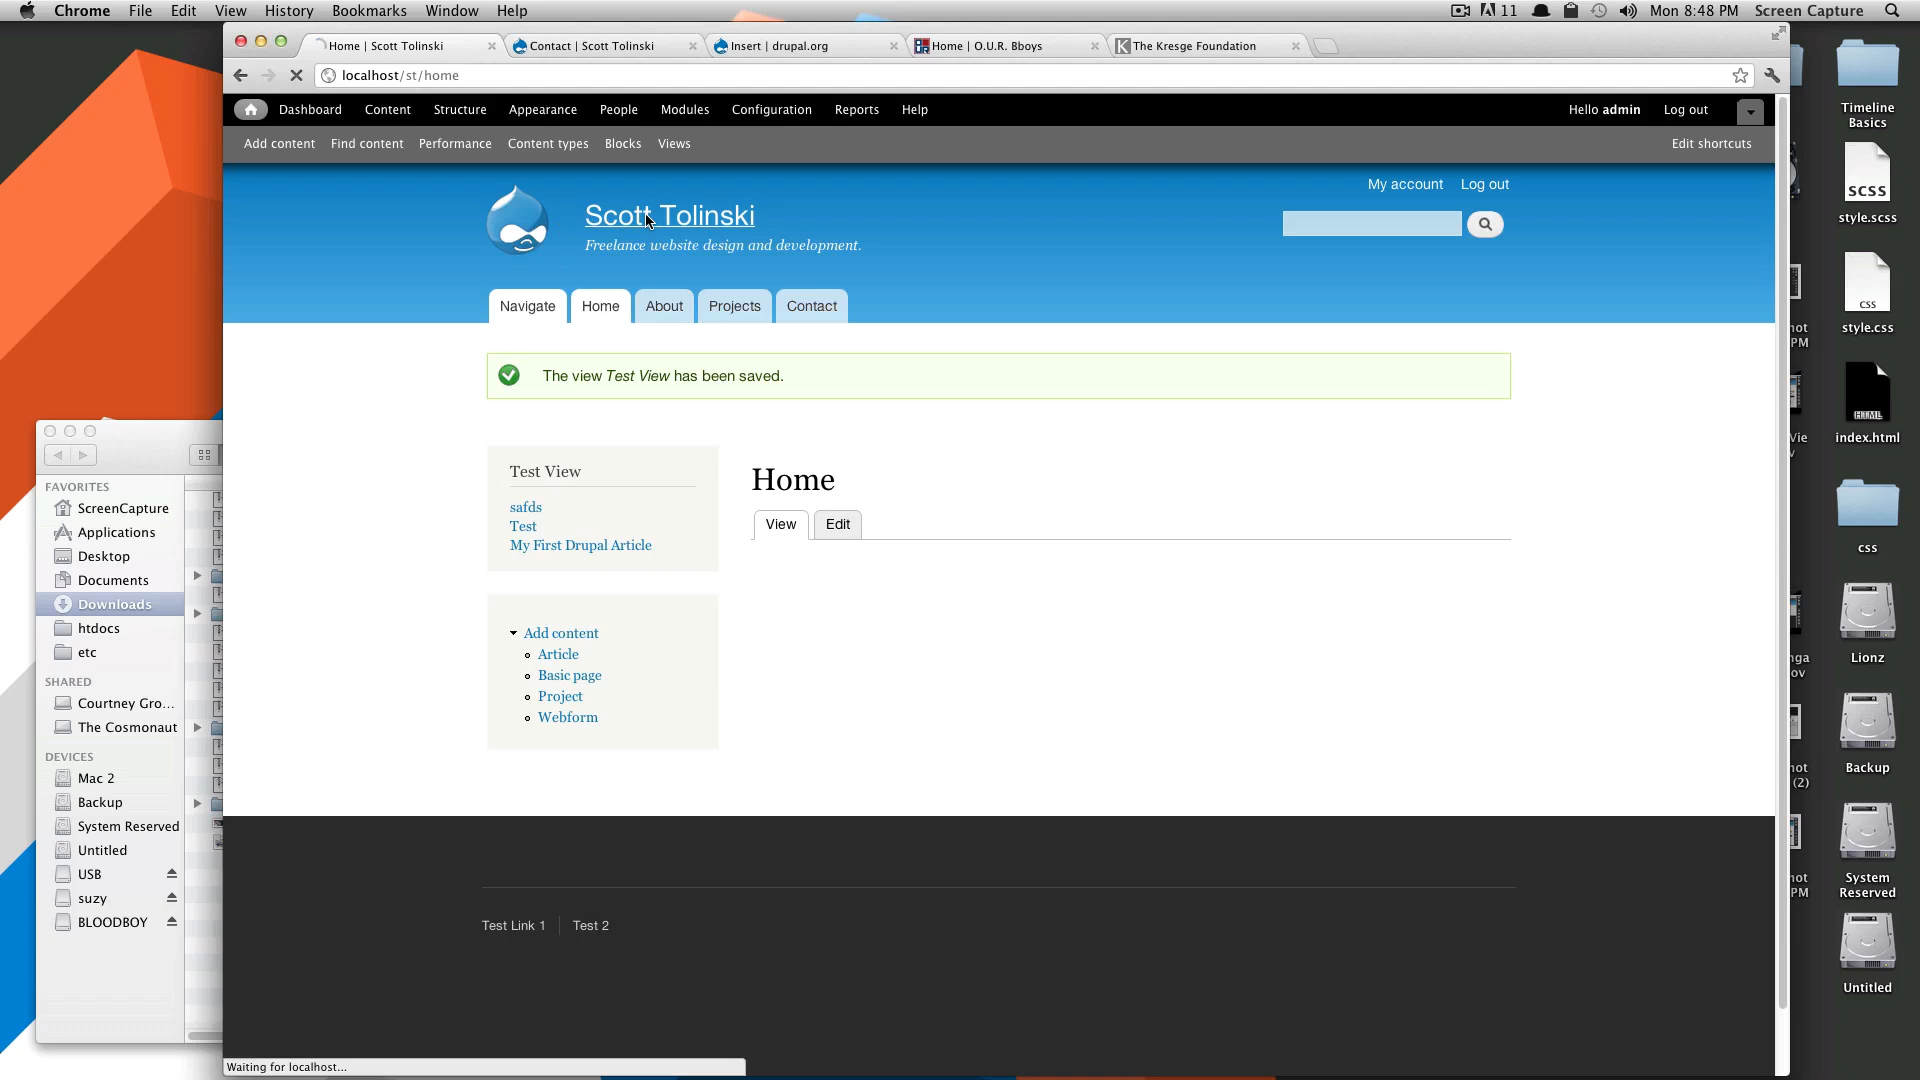 Chrome File Edit View History Bookmarks Window Help
11 Mon 8:48 PM Screen Capture
Home | Scott Tolinski
Contact | Scott Tolinski
Insert | drupal.org
Home | O.U.R. Bboys
The Kresge Foundation
localhost/st/home
Dashboard Content Structure Appearance People Modules Configuration Reports Help
Hello admin Log out
Add content Find content Performance Content types Blocks Views
Edit shortcuts
My account Log out
Scott Tolinski
Freelance website design and development.
Navigate Home About Projects Contact
The view Test View has been saved.
Test View
safds
Test
My First Drupal Article
Home
View Edit
Add content
Article
Basic page
Project
Webform
Test Link 1 Test 2
Waiting for localhost...
FAVORITES
ScreenCapture
Applications
Desktop
Documents
Downloads
htdocs
etc
SHARED
Courtney Gro...
The Cosmonaut
DEVICES
Mac 2
Backup
System Reserved
Untitled
USB
suzy
BLOODBOY
Timeline
Basics
SCSS
style.scss
CSS
style.css
HTML
index.html
css
Lionz
Backup
System
Reserved
Untitled